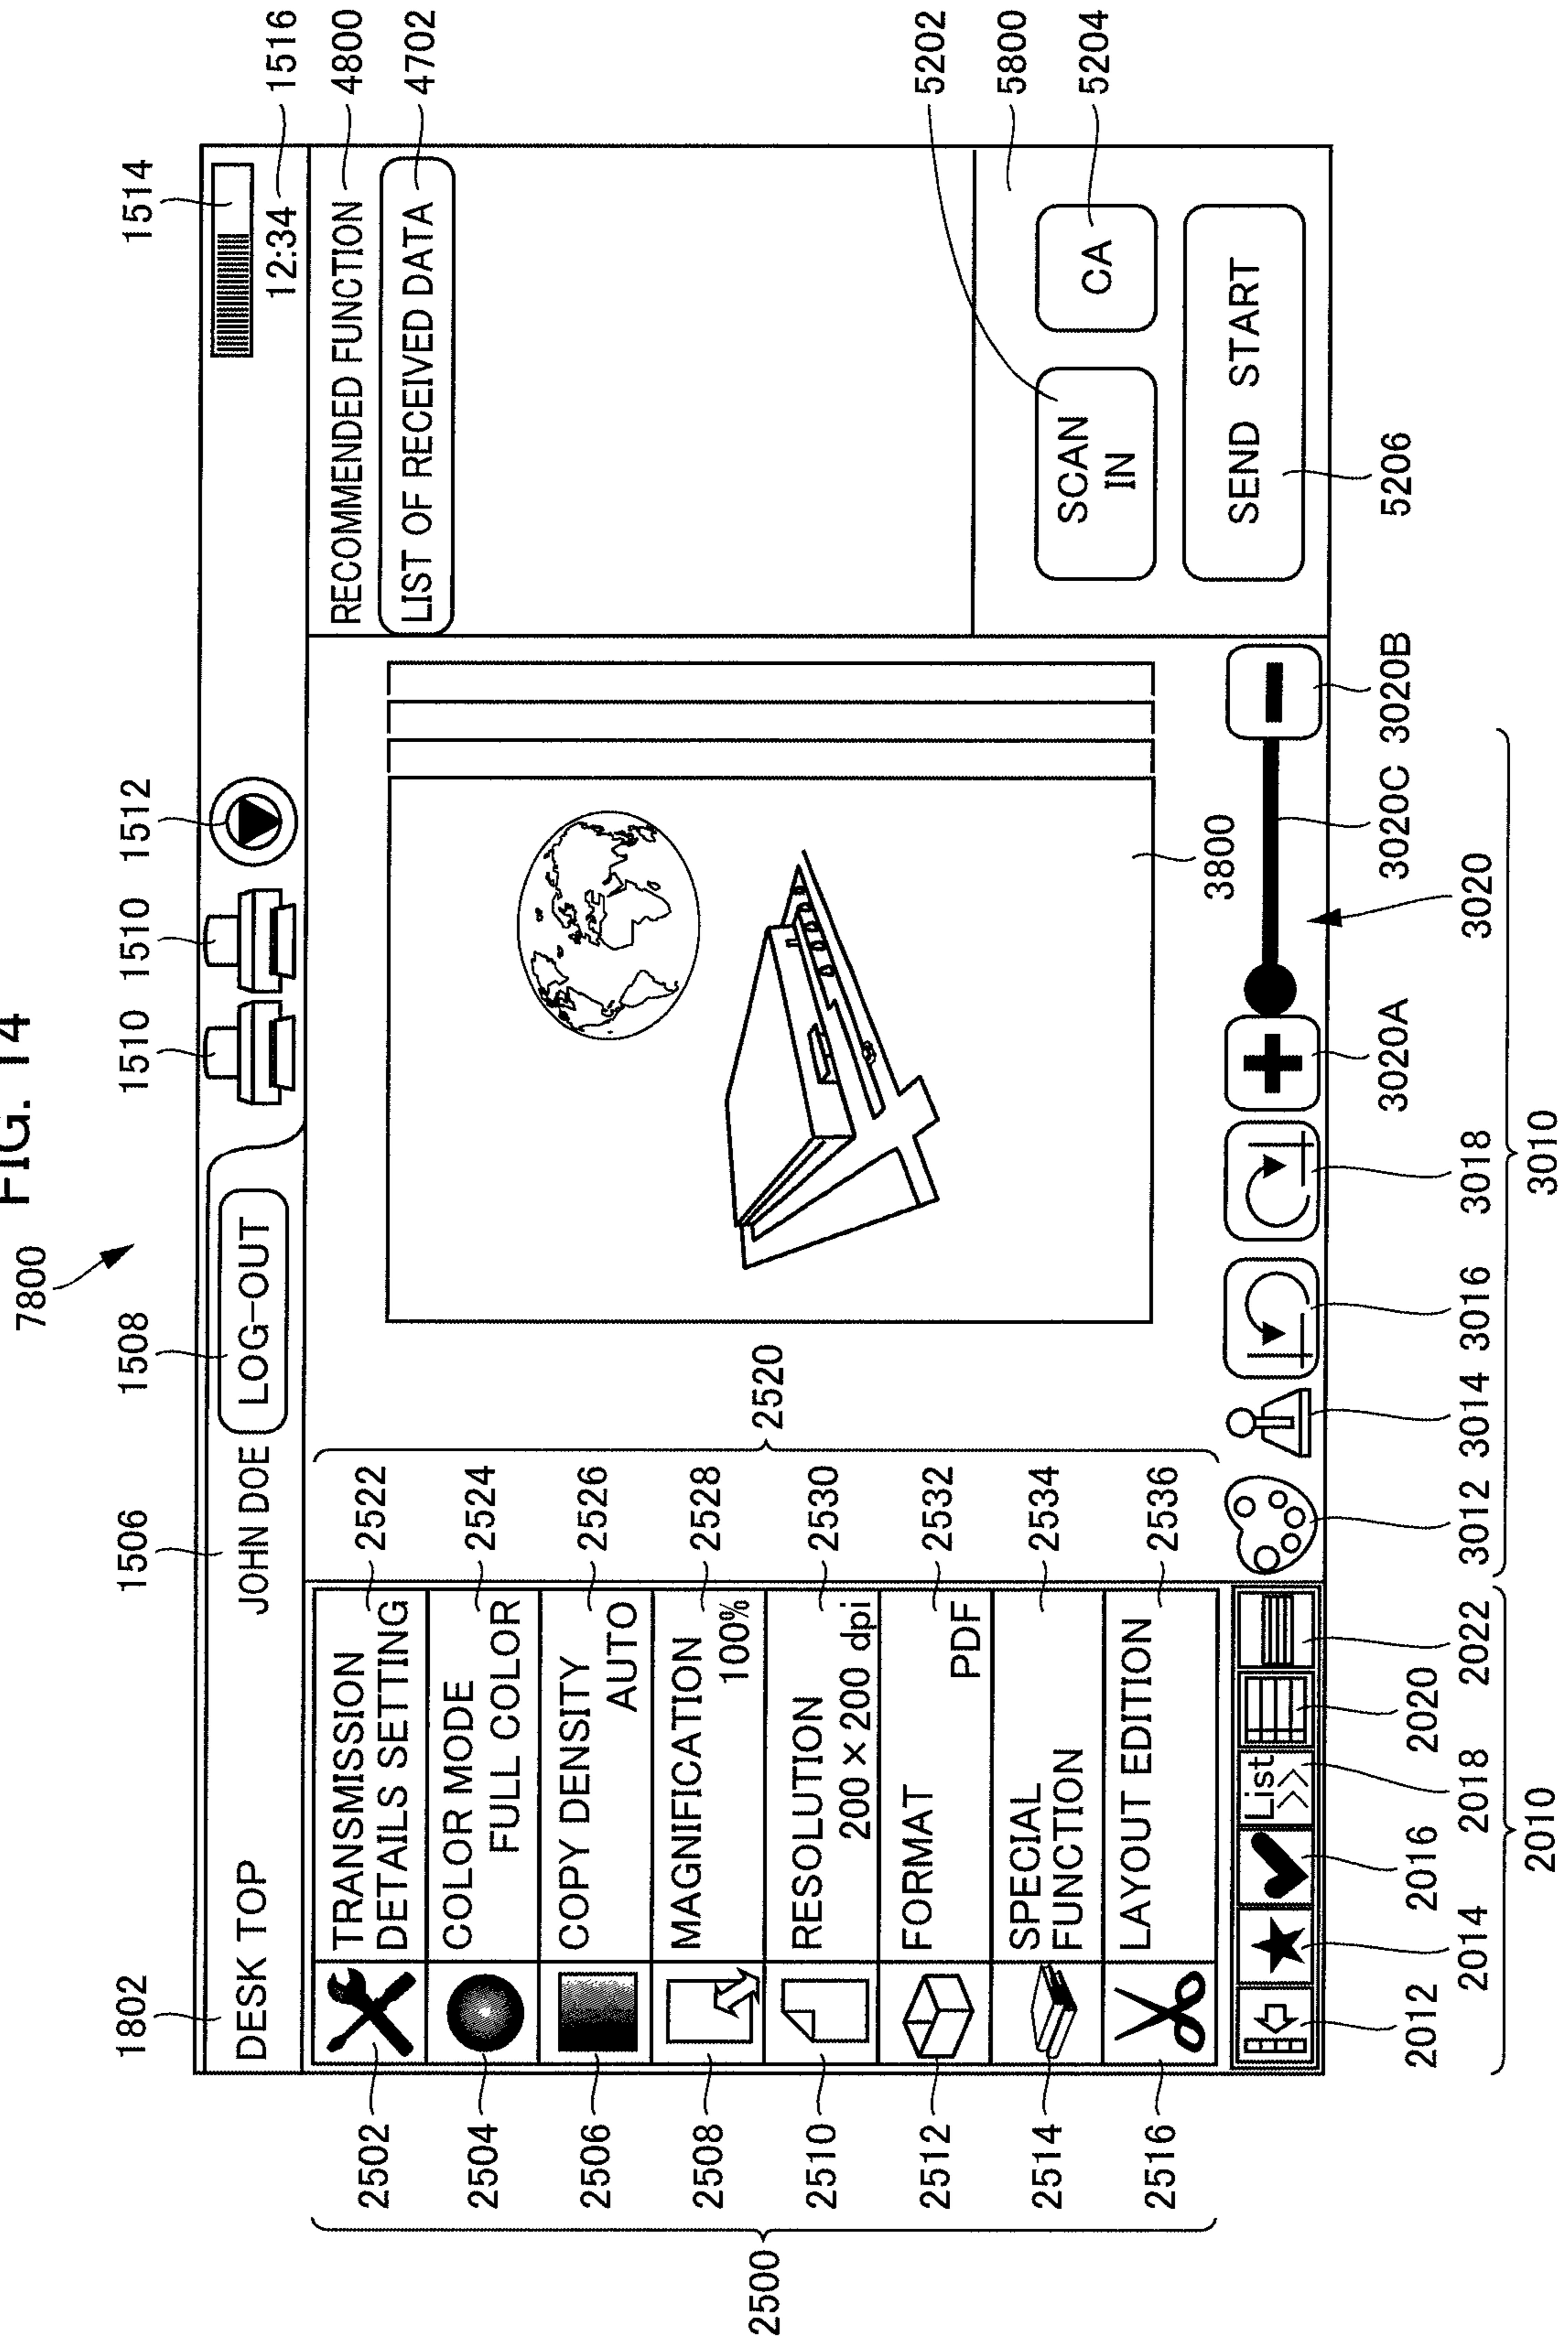 FIG. 14
7800
1802
1506
1508
1510
1510
1512
1514
DESK TOP
JOHN DOE
LOG-OUT
12:34
1516
2500
2502
TRANSMISSION
DETAILS SETTING
2522
2504
COLOR MODE
FULL COLOR
2524
2506
COPY DENSITY
AUTO
2526
2508
MAGNIFICATION
100%
2528
2510
RESOLUTION
200 × 200 dpi
2530
2512
FORMAT
PDF
2532
2514
SPECIAL
FUNCTION
2534
2516
LAYOUT EDITION
2536
2520
3800
RECOMMENDED FUNCTION
4800
LIST OF RECEIVED DATA
4702
5202
5800
SCAN
IN
CA
5204
SEND START
5206
List
2012
2014
2016
2018
2020
2022
2010
3012
3014
3016
3018
3020A
3020
3020C
3020B
3010